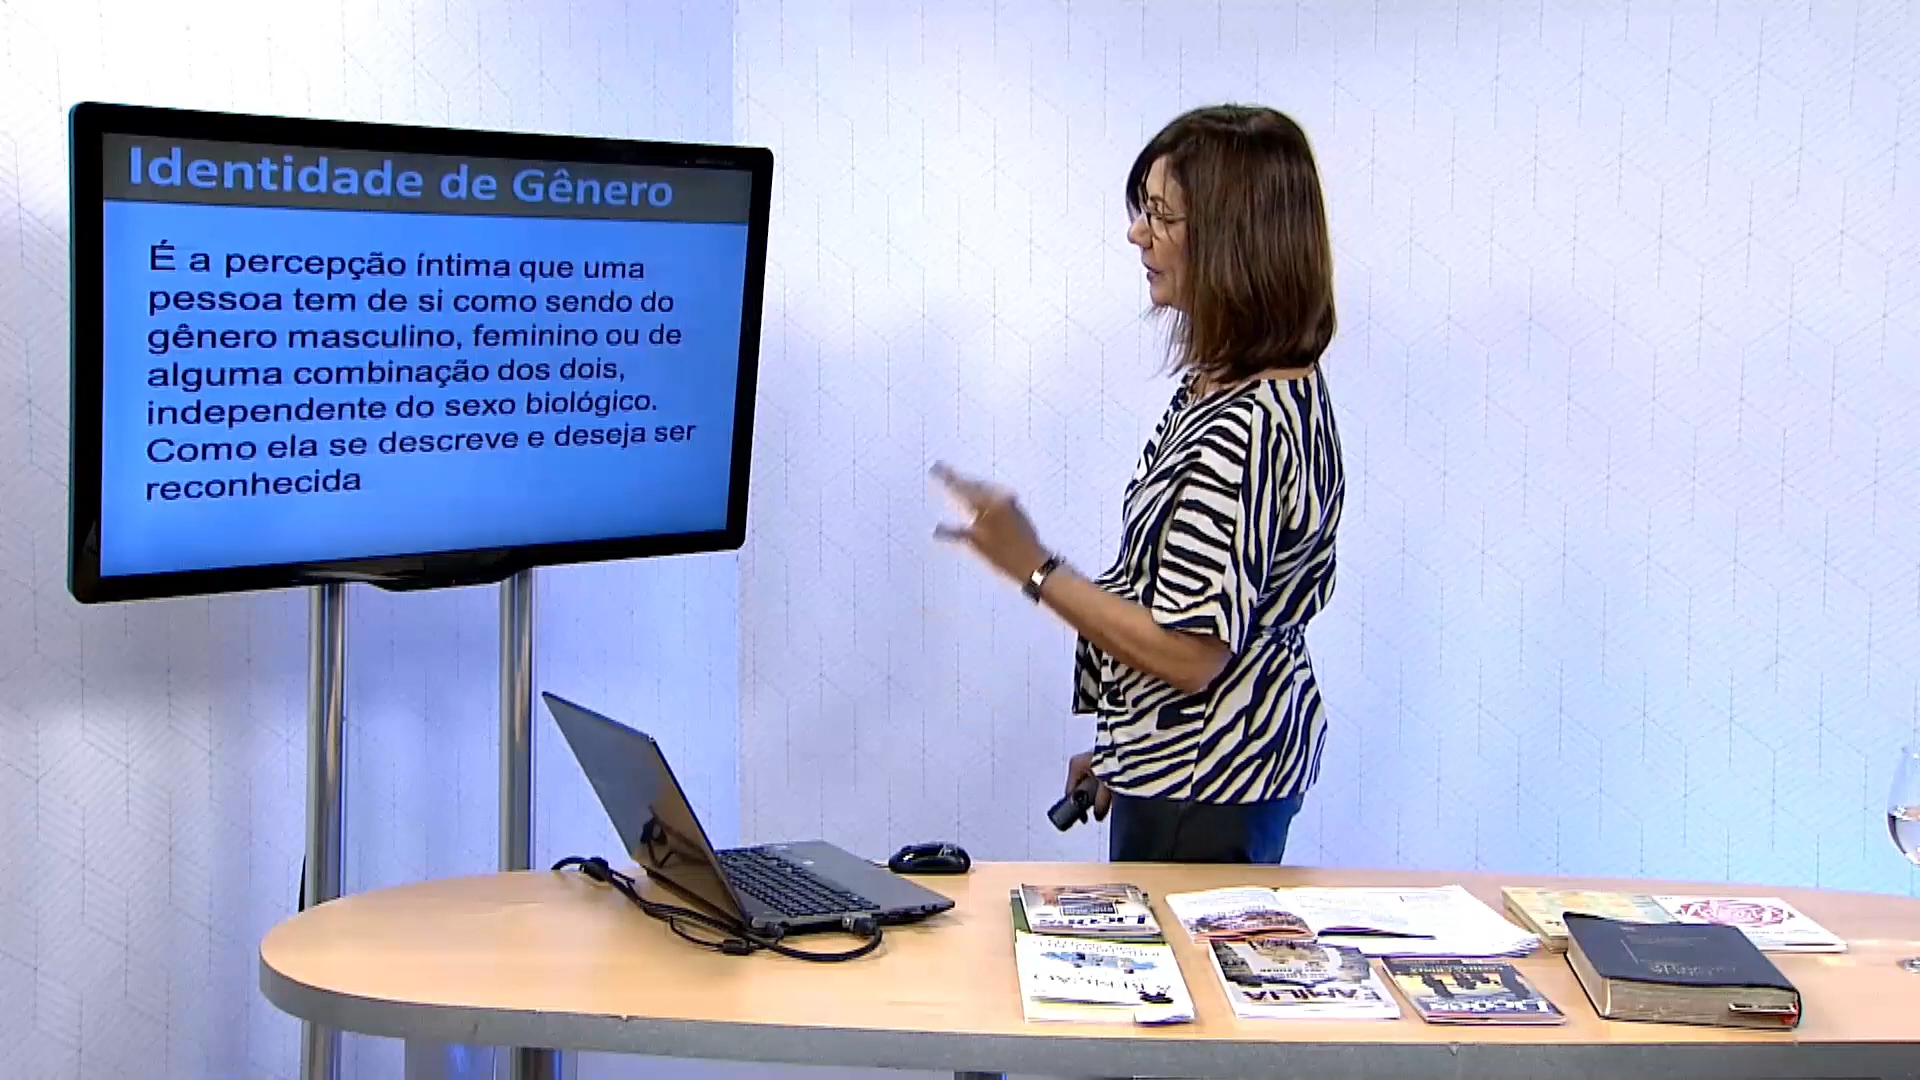 Identidade de Gênero
É a percepção íntima que uma
pessoa tem de si como sendo do
gênero masculino, feminino ou de
alguma combinação dos dois,
independente do sexo biológico.
Como ela se descreve e deseja ser
reconhecida
FAMÍLIA